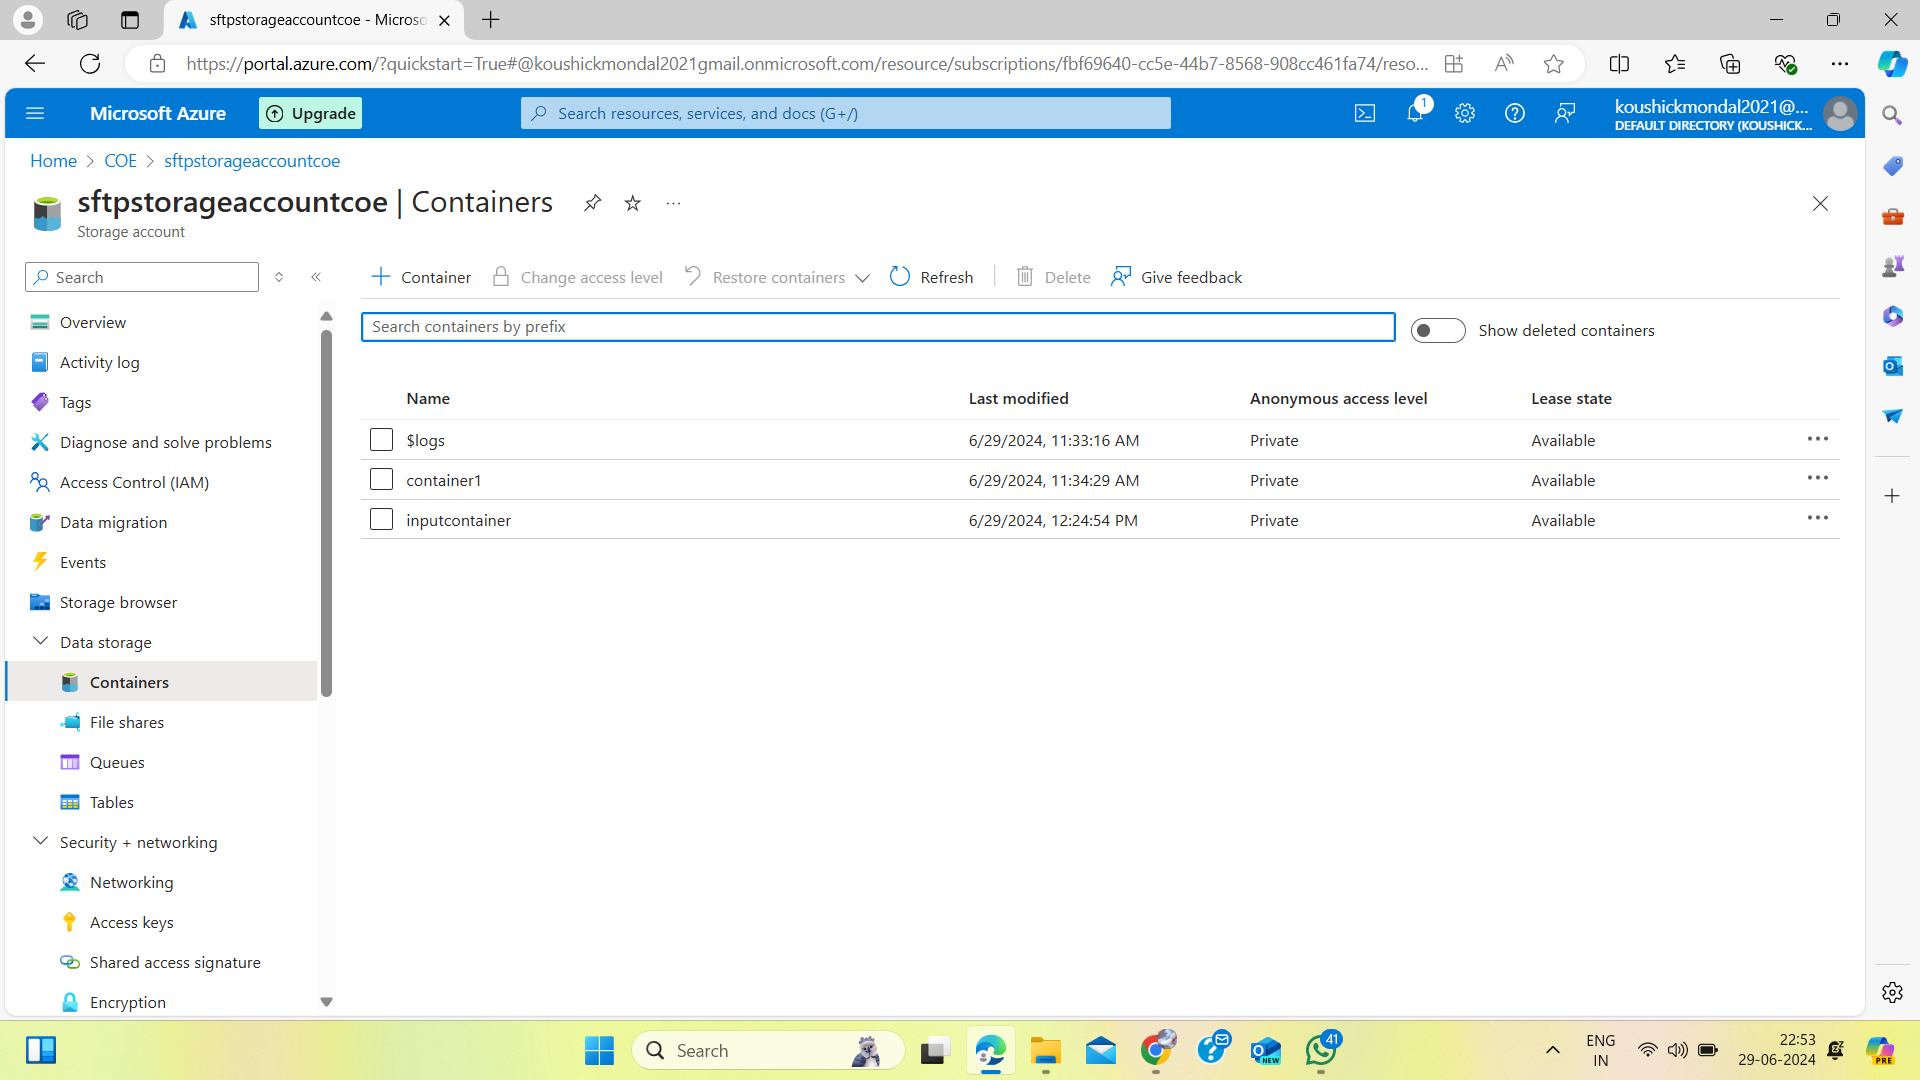 sftpstorageaccountcoe - Microso
https://portal.azure.com/?quickstart=True#@koushickmondal2021gmail.onmicrosoft.com/resource/subscriptions/fbf69640-cc5e-44b7-8568-908cc461fa74/reso...
Microsoft Azure
Upgrade
Search resources, services, and docs (G+/)
1
koushickmondal2021@...
DEFAULT DIRECTORY (KOUSHICK...
Home > COE > sftpstorageaccountcoe
sftpstorageaccountcoe | Containers
Storage account
Search
Container
Change access level
Restore containers
Refresh
Delete
Give feedback
Search containers by prefix
Show deleted containers
Overview
Activity log
Tags
Diagnose and solve problems
Access Control (IAM)
Data migration
Events
Storage browser
Data storage
Containers
File shares
Queues
Tables
Security + networking
Networking
Access keys
Shared access signature
Encryption
Name Last modified Anonymous access level Lease state
$logs 6/29/2024, 11:33:16 AM Private Available
container1 6/29/2024, 11:34:29 AM Private Available
inputcontainer 6/29/2024, 12:24:54 PM Private Available
Search
NEW
41
ENG
IN
22:53
29-06-2024
PRE